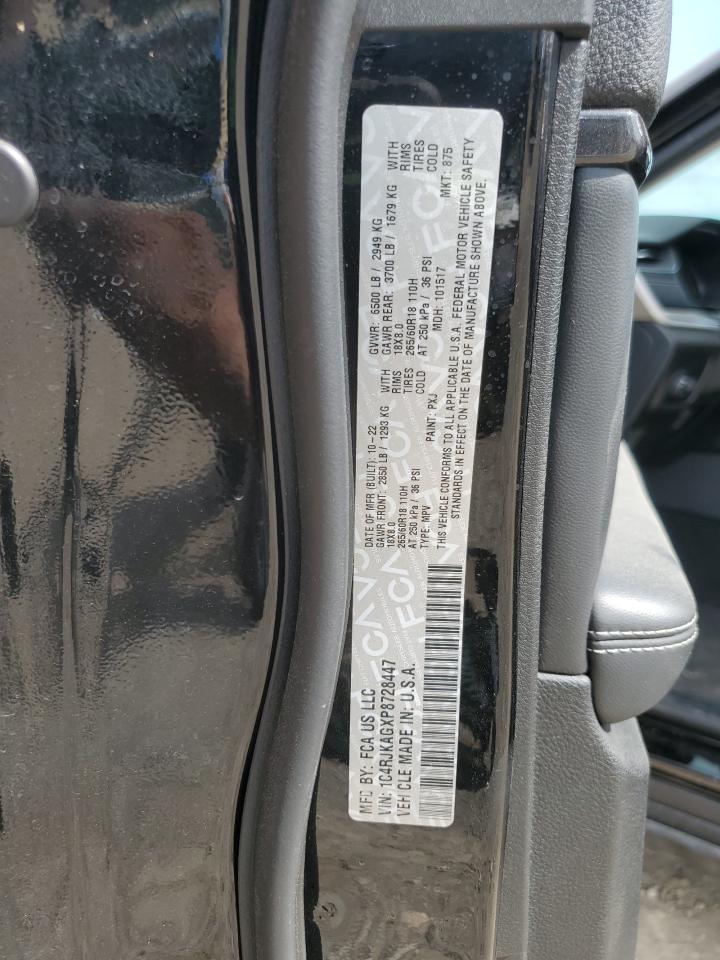 MFD BY: FCA US LLC
DATE OF MFR (BUILT): 10-22
GVWR: 6500 LB / 2949 KG
VIN: 1C4RJKAGXP8728447
GAWR FRONT: 2850 LB / 1293 KG WITH
GAWR REAR: 3700 LB / 1679 KG WITH
VEHICLE MADE IN: U.S.A.
18X8.0 RIMS
18X8.0 RIMS
265/60R18 110H TIRES
265/60R18 110H TIRES
AT 250 kPa / 36 PSI COLD
AT 250 kPa / 36 PSI COLD
TYPE: MPV PAINT: PXJ MDH: 101517 MKT: 875
THIS VEHICLE CONFORMS TO ALL APPLICABLE U.S.A. FEDERAL MOTOR VEHICLE SAFETY
STANDARDS IN EFFECT ON THE DATE OF MANUFACTURE SHOWN ABOVE.